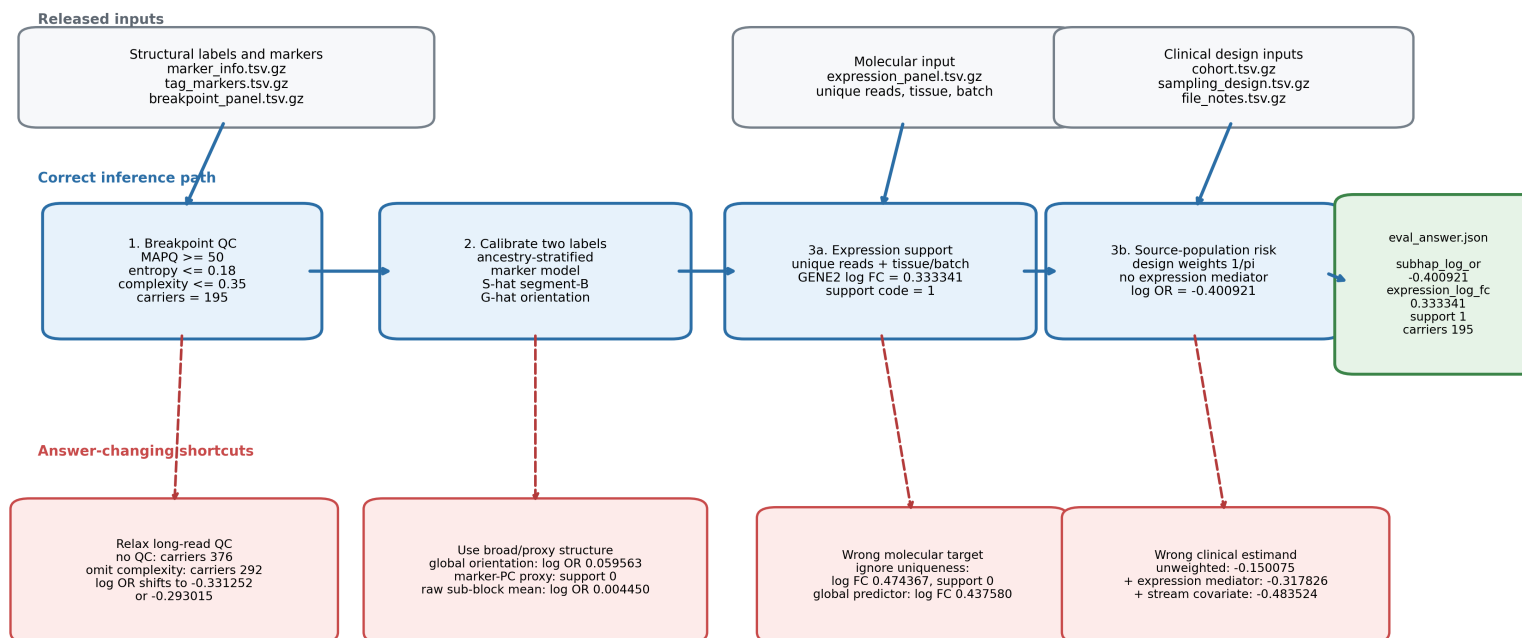 Released inputs
Structural labels and markers
marker_info.tsv.gz
tag_markers.tsv.gz
breakpoint_panel.tsv.gz
Molecular input
expression_panel.tsv.gz
unique reads, tissue, batch
Clinical design inputs
cohort.tsv.gz
sampling_design.tsv.gz
file_notes.tsv.gz
Correct inference path
1. Breakpoint QC
MAPQ >= 50
entropy <= 0.18
complexity <= 0.35
carriers = 195
2. Calibrate two labels
ancestry-stratified
marker model
S-hat segment-B
G-hat orientation
3a. Expression support
unique reads + tissue/batch
GENE2 log FC = 0.333341
support code = 1
3b. Source-population risk
design weights 1/pi
no expression mediator
log OR = -0.400921
eval_answer.json
subhap_log_or
-0.400921
expression_log_fc
0.333341
support 1
carriers 195
Answer-changing shortcuts
Relax long-read QC
no QC: carriers 376
omit complexity: carriers 292
log OR shifts to -0.331252
or -0.293015
Use broad/proxy structure
global orientation: log OR 0.059563
marker-PC proxy: support 0
raw sub-block mean: log OR 0.004450
Wrong molecular target
ignore uniqueness:
log FC 0.474367, support 0
global predictor: log FC 0.437580
Wrong clinical estimand
unweighted: -0.150075
+ expression mediator: -0.317826
+ stream covariate: -0.483524